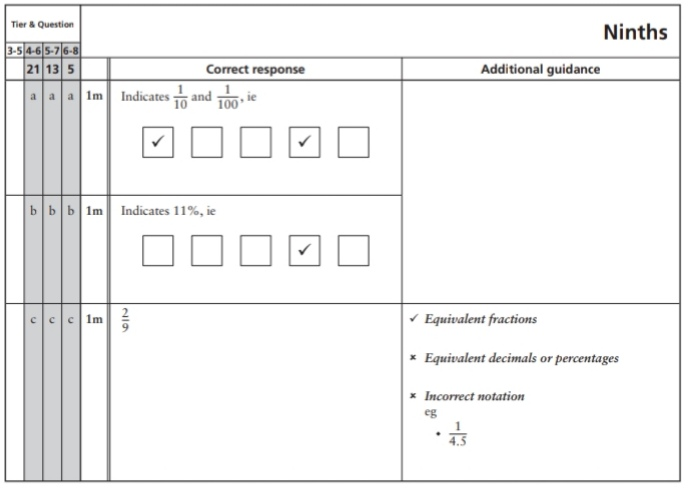 Tier & Question
Ninths
3-5 4-6 5-7 6-8
21 13 5
Correct response
Additional guidance
a a a 1m Indicates 1/10 and 1/100, ie
✓ ✓
b b b 1m Indicates 11%, ie
✓
c c c 1m 2/9
✓ Equivalent fractions
× Equivalent decimals or percentages
× Incorrect notation
eg
• 1/4.5